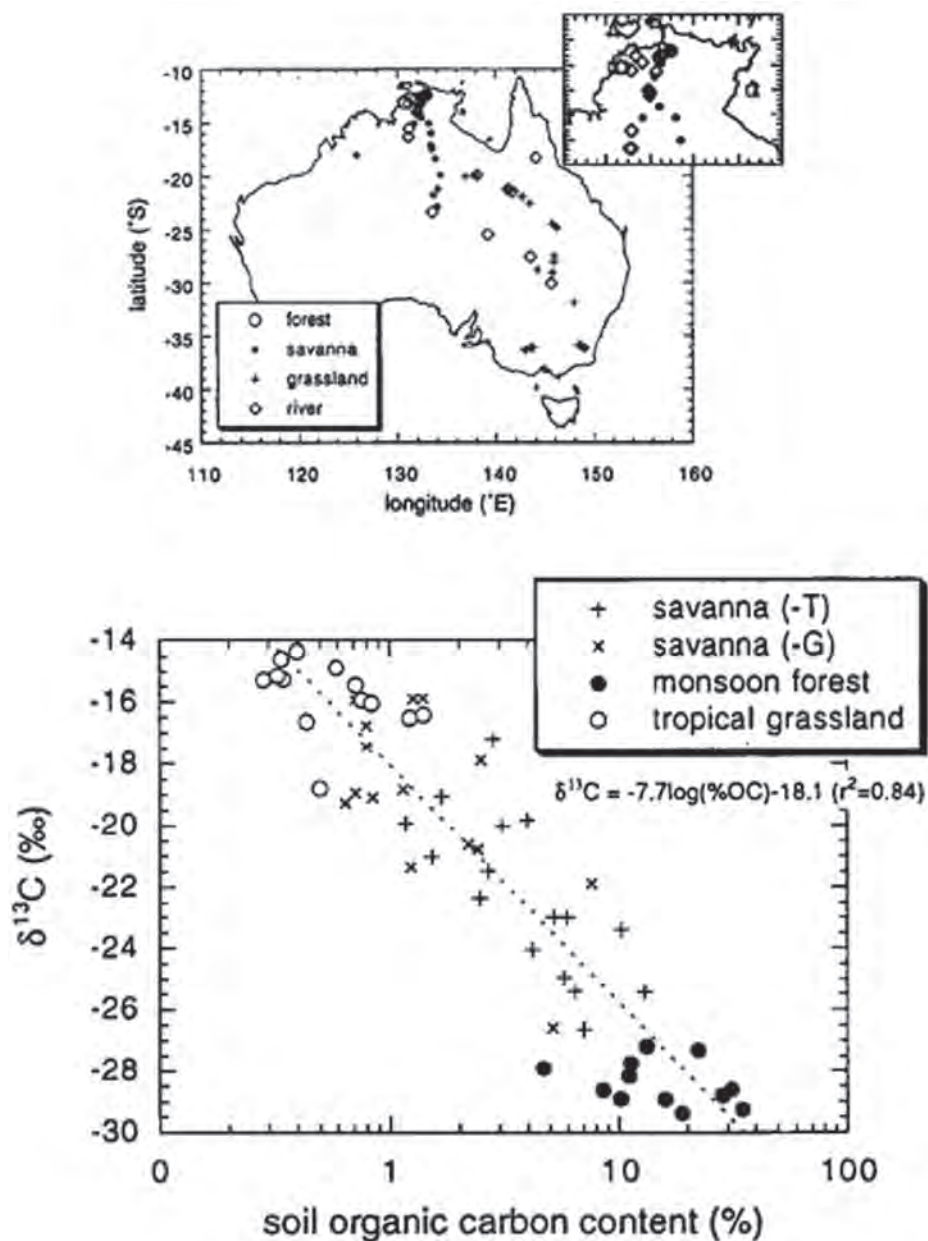 -10
-15
-20
-25
-30
-35
-40
-45
latitude (°S)
forest
savanna
grassland
river
110 120 130 140 150 160
longitude (°E)
savanna (-T)
savanna (-G)
monsoon forest
tropical grassland
δ¹³C = -7.7log(%OC)-18.1 (r²=0.84)
-14
-16
-18
-20
-22
-24
-26
-28
-30
δ¹³C (‰)
0 1 10 100
soil organic carbon content (%)